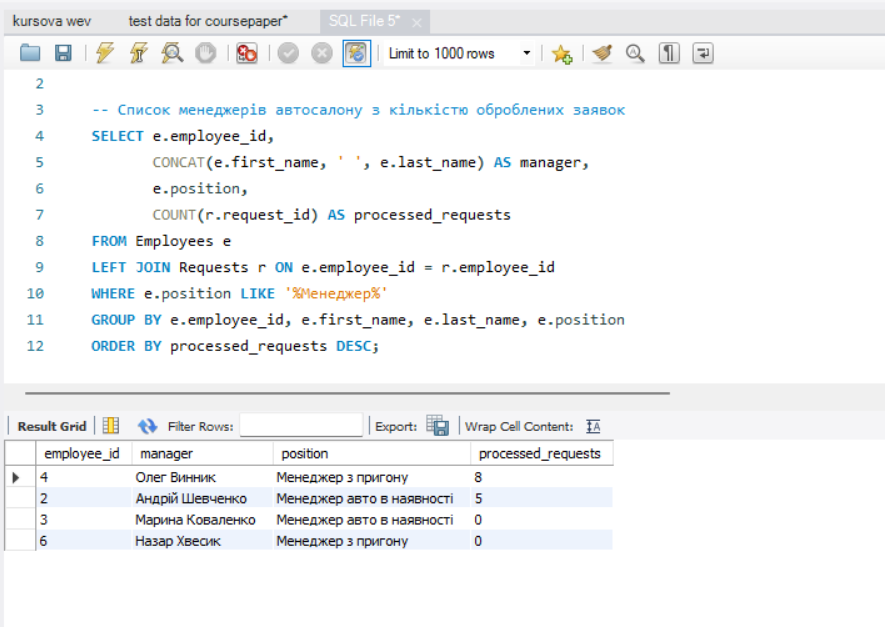 kursova wev test data for coursepaper* SQL File 5*
Limit to 1000 rows
2
3 -- Список менеджерів автосалону з кількістю оброблених заявок
4 SELECT e.employee_id,
5 CONCAT(e.first_name, ' ', e.last_name) AS manager,
6 e.position,
7 COUNT(r.request_id) AS processed_requests
8 FROM Employees e
9 LEFT JOIN Requests r ON e.employee_id = r.employee_id
10 WHERE e.position LIKE '%Менеджер%'
11 GROUP BY e.employee_id, e.first_name, e.last_name, e.position
12 ORDER BY processed_requests DESC;
Result Grid Filter Rows: Export: Wrap Cell Content:
employee_id manager position processed_requests
4 Олег Винник Менеджер з пригону 8
2 Андрій Шевченко Менеджер авто в наявності 5
3 Марина Коваленко Менеджер авто в наявності 0
6 Назар Хвесик Менеджер з пригону 0